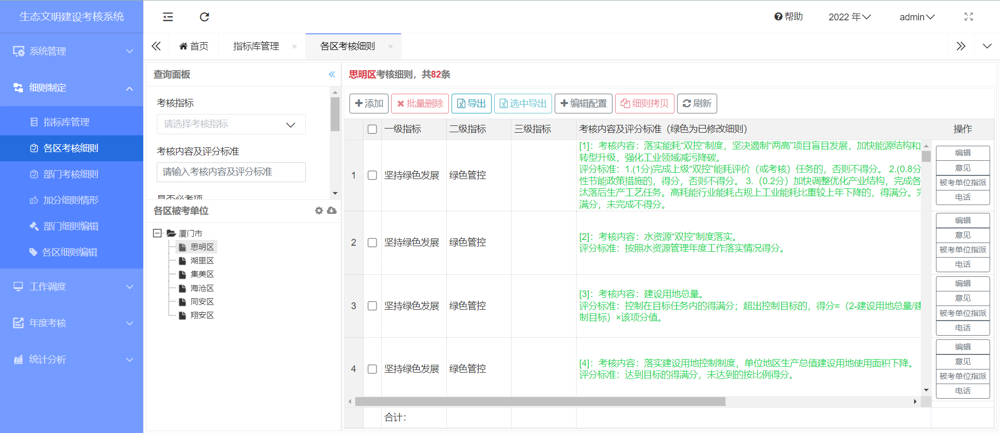 生态文明建设考核系统
帮助
2022 年
admin
首页
指标库管理
各区考核细则
系统管理
细则制定
指标库管理
各区考核细则
部门考核细则
加分细则情形
部门细则编辑
各区细则编辑
工作调度
年度考核
统计分析
查询面板
考核指标
请选择考核指标
考核内容及评分标准
请输入考核内容及评分标准
是否必考项
各区被考单位
厦门市
思明区
湖里区
集美区
海沧区
同安区
翔安区
思明区考核细则，共82条
添加
批量删除
导出
选中导出
编辑配置
细则拷贝
刷新
一级指标 二级指标 三级指标 考核内容及评分标准（绿色为已修改细则） 操作
1 坚持绿色发展 绿色管控
[1]：考核内容：落实能耗“双控”制度，坚决遏制“两高”项目盲目发展，加快能源结构和
转型升级，强化工业领域减污降碳。
评分标准：1.(1分)完成上级“双控”能耗评价（或考核）任务的，否则不得分。 2.(0.8分
性节能政策措施的，得分，否则不得分。 3.（0.2分）加快调整优化产业结构，完成各
汰落后生产工艺任务。高耗能行业能耗占规上工业能耗比重较上年下降的，得满分。完
满分，未完成不得分。
编辑
意见
被考单位指派
电话
2 坚持绿色发展 绿色管控
[2]：考核内容：水资源“双控”制度落实。
评分标准：按照水资源管理年度工作落实情况得分。
编辑
意见
被考单位指派
电话
3 坚持绿色发展 绿色管控
[3]：考核内容：建设用地总量。
评分标准：控制在目标任务内的得满分；超出控制目标的，得分=（2-建设用地总量/建
制目标）×该项分值。
编辑
意见
被考单位指派
电话
4 坚持绿色发展 绿色管控
[4]：考核内容：落实建设用地控制制度，单位地区生产总值建设用地使用面积下降。
评分标准：达到目标的得满分，未达到的按比例得分。
编辑
意见
被考单位指派
电话
合计：